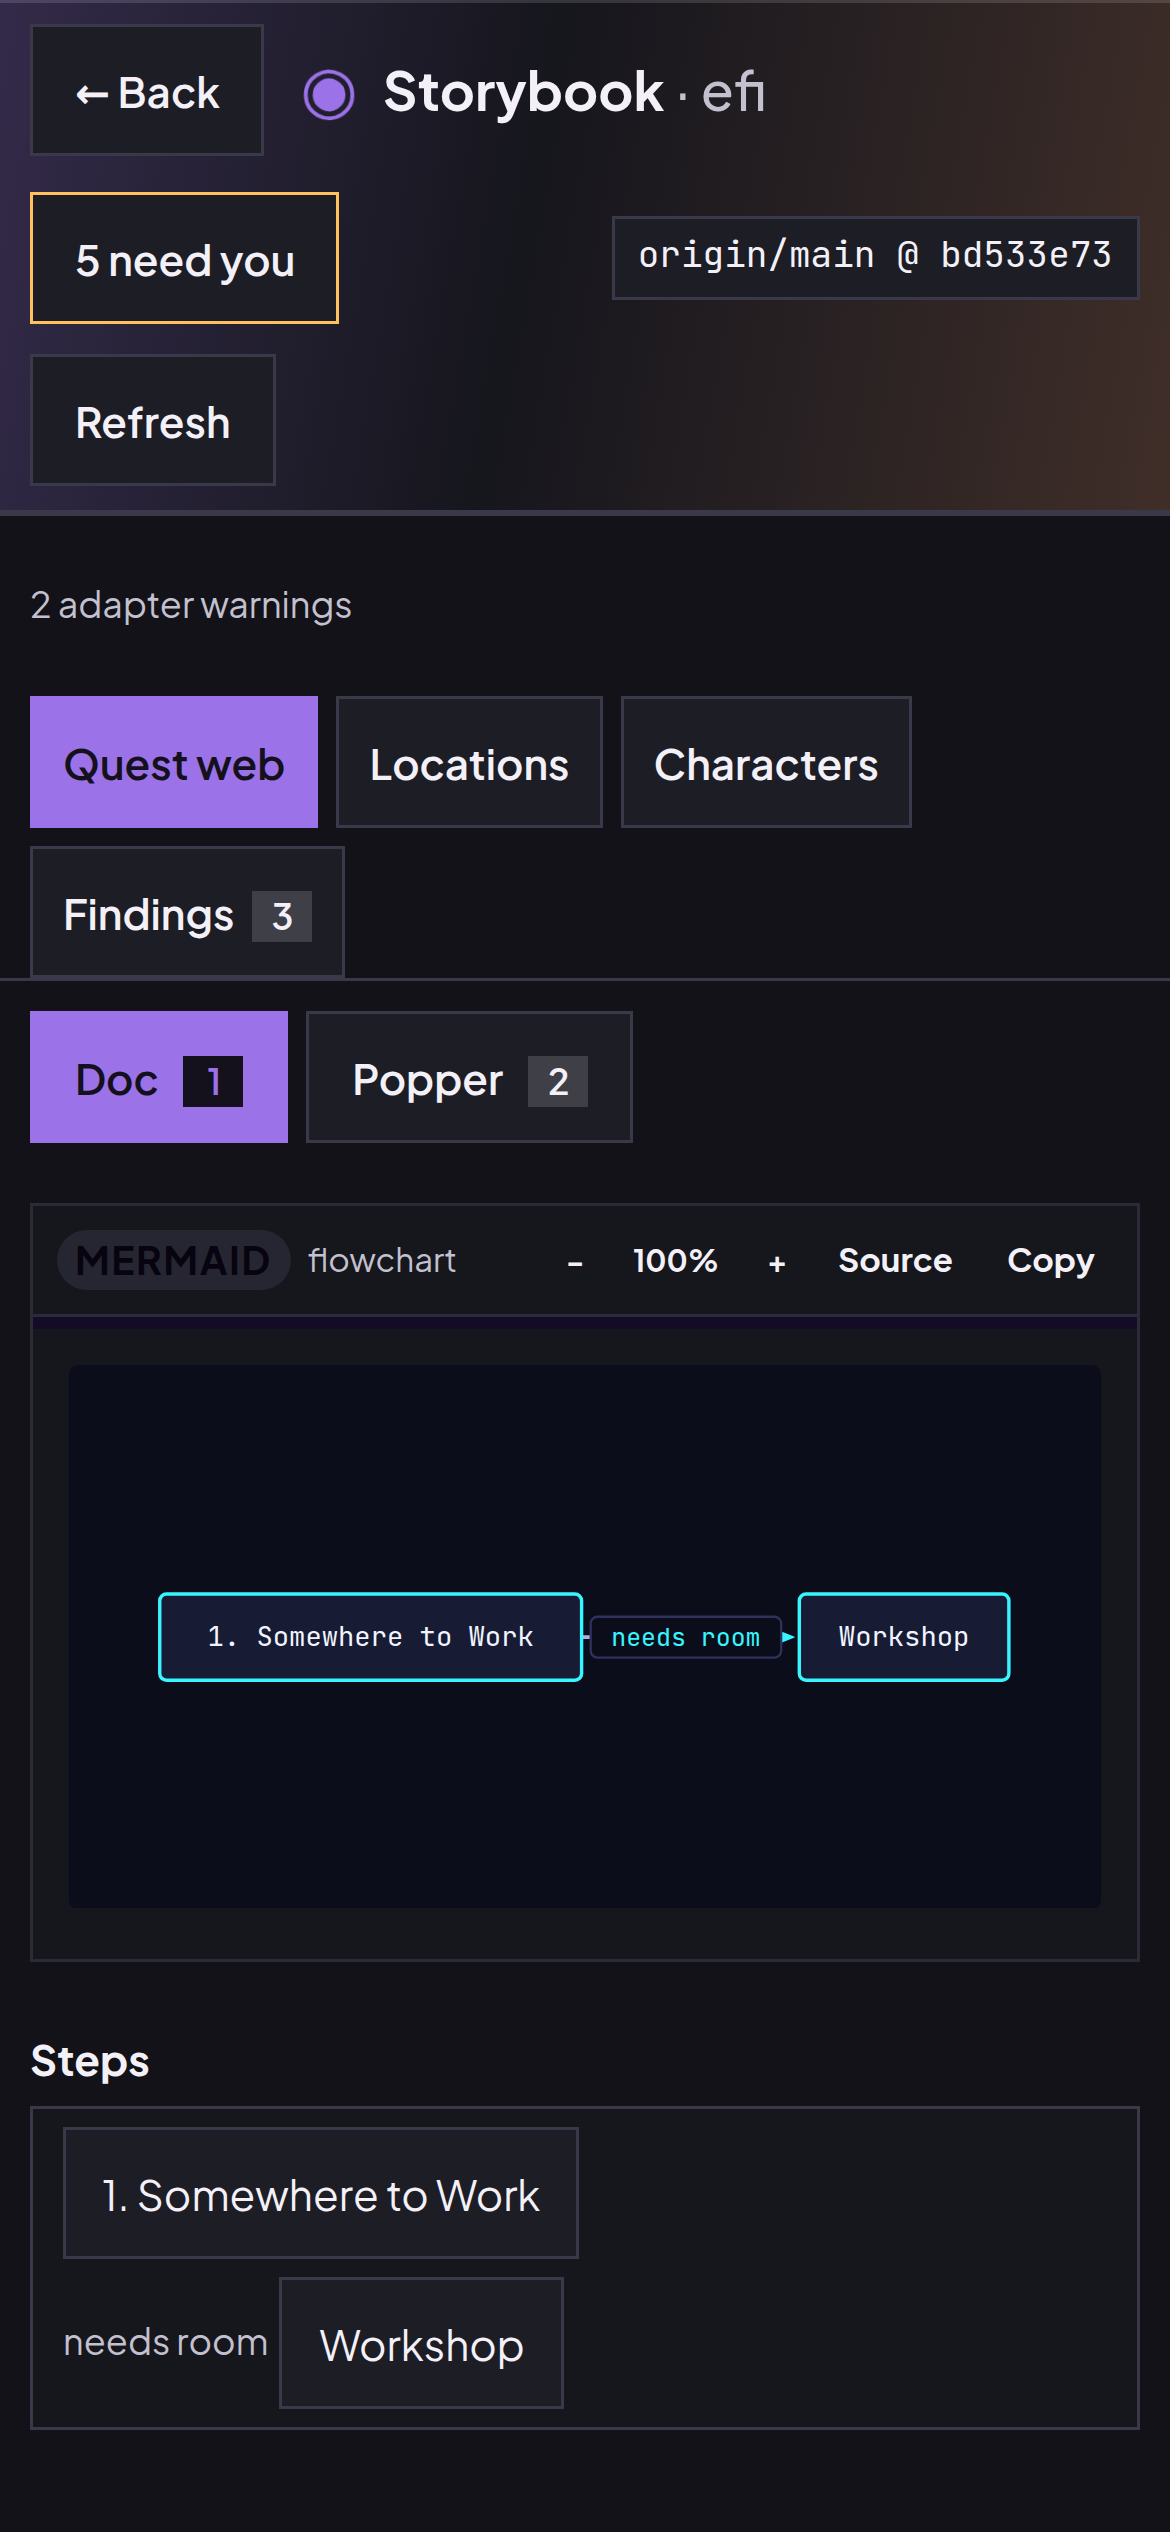 ← Back
Storybook · efi
5 need you
origin/main @ bd533e73
Refresh
2 adapter warnings
Quest web
Locations
Characters
Findings 3
Doc 1
Popper 2
MERMAID flowchart - 100% + Source Copy
1. Somewhere to Work
needs room
Workshop
Steps
1. Somewhere to Work
needs room
Workshop